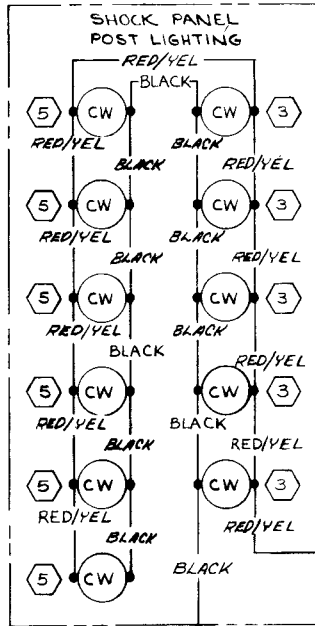 SHOCK PANEL
POST LIGHTING
RED/YEL
BLACK
5 CW CW 3
RED/YEL BLACK BLACK RED/YEL
5 CW CW 3
RED/YEL BLACK BLACK RED/YEL
5 CW CW 3
RED/YEL BLACK BLACK RED/YEL
5 CW CW 3
RED/YEL BLACK BLACK RED/YEL
5 CW CW 3
RED/YEL BLACK RED/YEL
5 CW BLACK